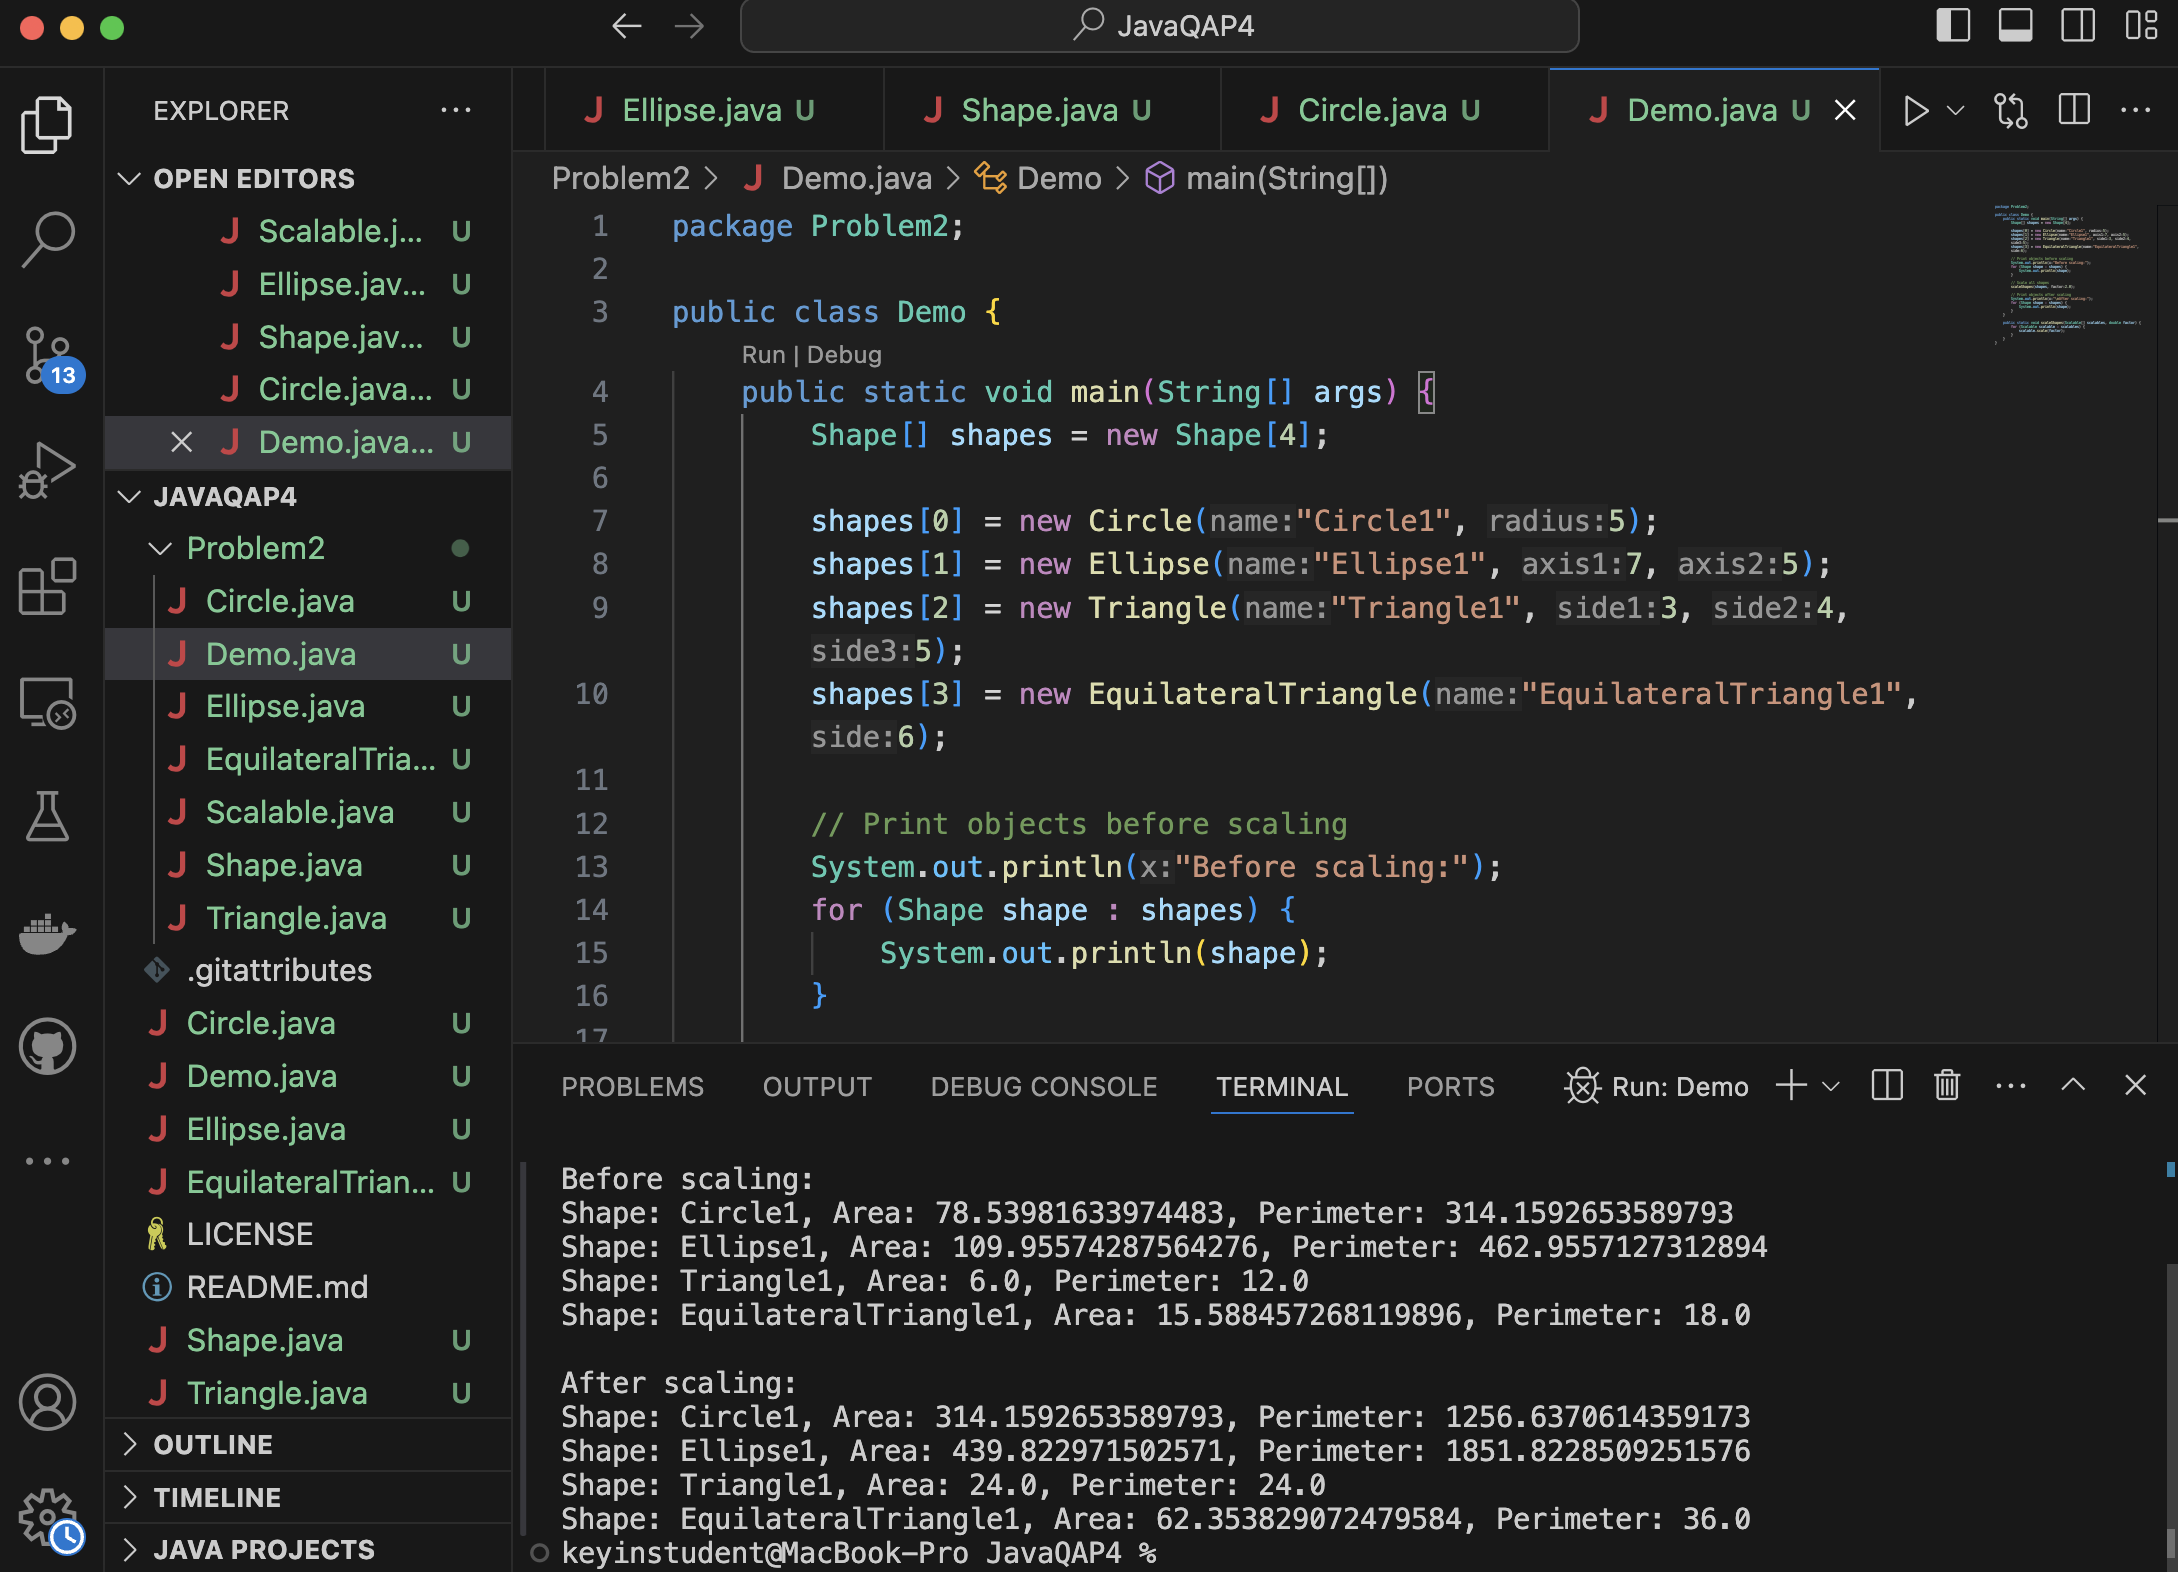 JavaQAP4
EXPLORER
OPEN EDITORS
Scalable.j... U
Ellipse.jav... U
Shape.jav... U
Circle.java... U
Demo.java... U
JAVAQAP4
Problem2
Circle.java U
Demo.java U
Ellipse.java U
EquilateralTria... U
Scalable.java U
Shape.java U
Triangle.java U
.gitattributes
Circle.java U
Demo.java U
Ellipse.java U
EquilateralTrian... U
LICENSE
README.md
Shape.java U
Triangle.java U
OUTLINE
TIMELINE
JAVA PROJECTS
13
Ellipse.java U
Shape.java U
Circle.java U
Demo.java U
Problem2 > Demo.java > Demo > main(String[])
1 package Problem2;
2
3 public class Demo {
Run | Debug
4 public static void main(String[] args) {
5 Shape[] shapes = new Shape[4];
6
7 shapes[0] = new Circle(name:"Circle1", radius:5);
8 shapes[1] = new Ellipse(name:"Ellipse1", axis1:7, axis2:5);
9 shapes[2] = new Triangle(name:"Triangle1", side1:3, side2:4,
side3:5);
10 shapes[3] = new EquilateralTriangle(name:"EquilateralTriangle1",
side:6);
11
12 // Print objects before scaling
13 System.out.println(x:"Before scaling:");
14 for (Shape shape : shapes) {
15 System.out.println(shape);
16 }
17
PROBLEMS OUTPUT DEBUG CONSOLE TERMINAL PORTS Run: Demo
Before scaling:
Shape: Circle1, Area: 78.53981633974483, Perimeter: 314.1592653589793
Shape: Ellipse1, Area: 109.95574287564276, Perimeter: 462.9557127312894
Shape: Triangle1, Area: 6.0, Perimeter: 12.0
Shape: EquilateralTriangle1, Area: 15.588457268119896, Perimeter: 18.0
After scaling:
Shape: Circle1, Area: 314.1592653589793, Perimeter: 1256.6370614359173
Shape: Ellipse1, Area: 439.822971502571, Perimeter: 1851.8228509251576
Shape: Triangle1, Area: 24.0, Perimeter: 24.0
Shape: EquilateralTriangle1, Area: 62.353829072479584, Perimeter: 36.0
keyinstudent@MacBook-Pro JavaQAP4 %